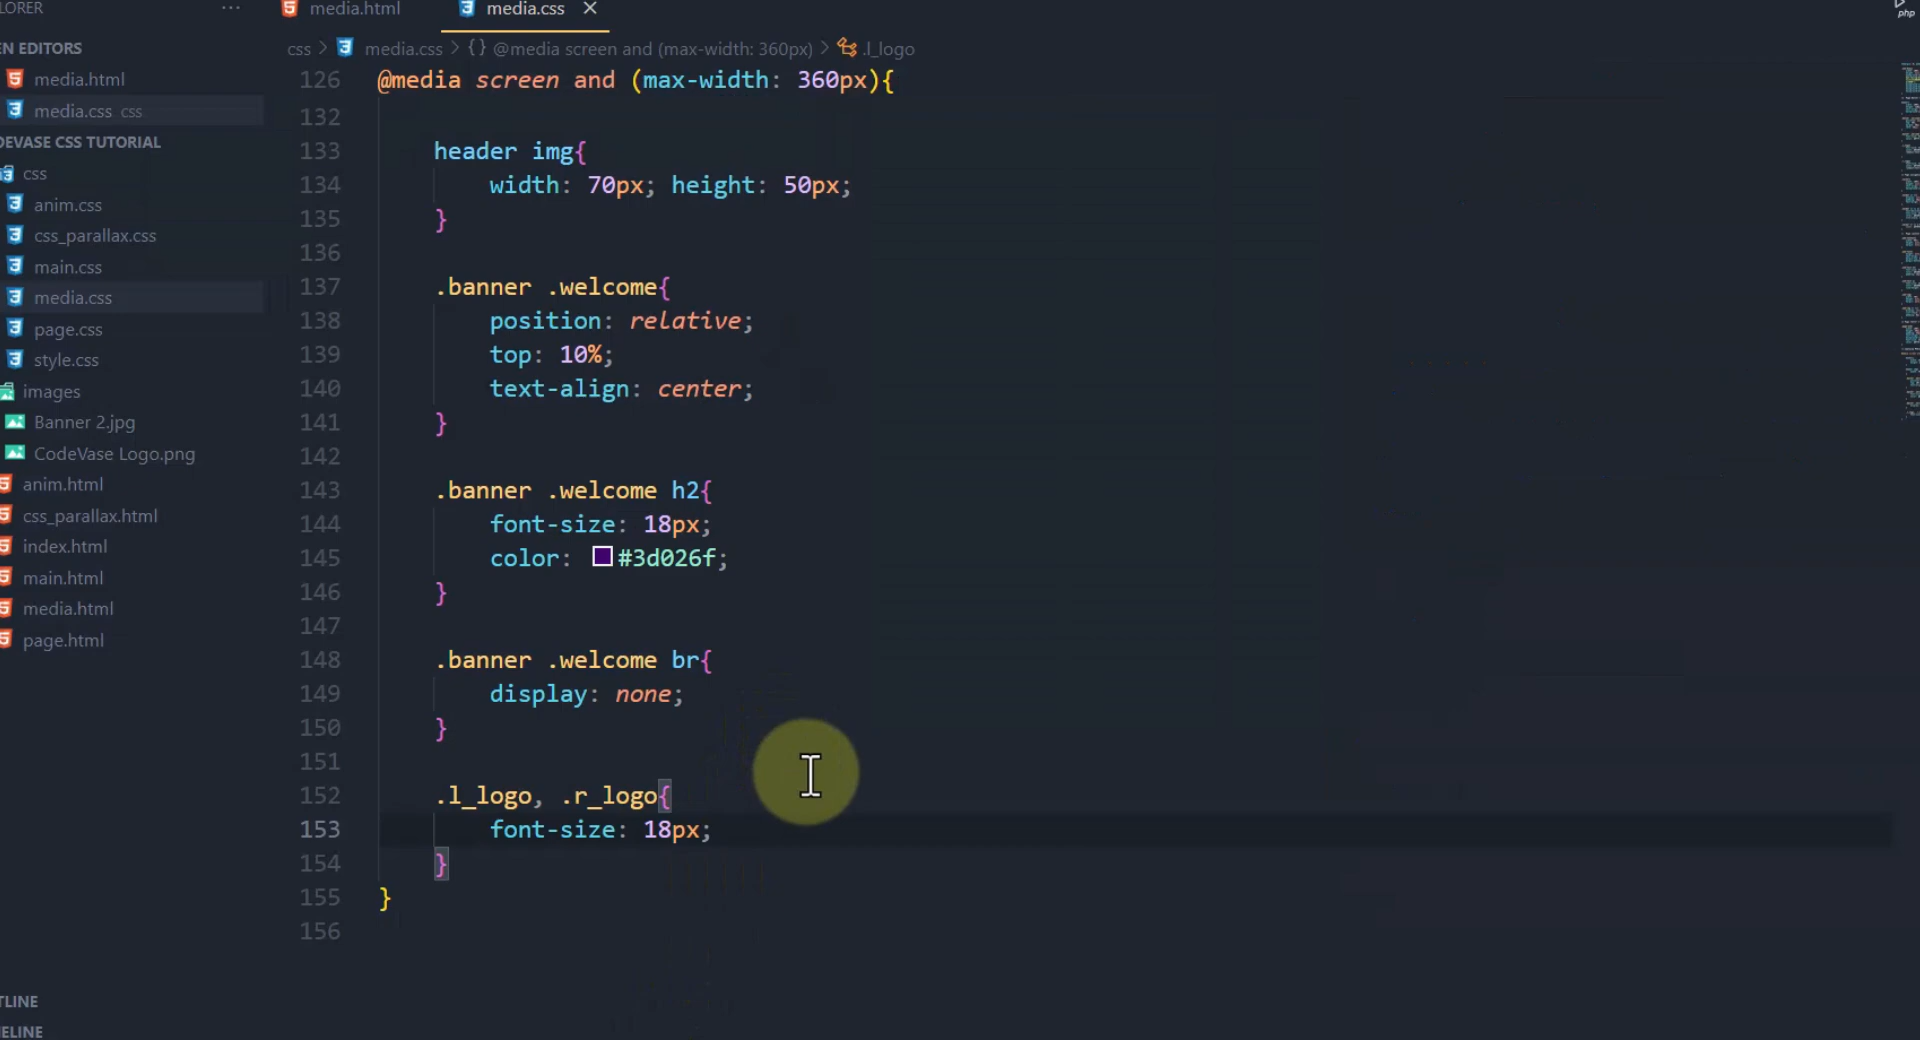 LORER ···
media.html
media.css ×
php
EN EDITORS
media.html
media.css css
DEVASE CSS TUTORIAL
css
anim.css
css_parallax.css
main.css
media.css
page.css
style.css
images
Banner 2.jpg
CodeVase Logo.png
anim.html
css_parallax.html
index.html
main.html
media.html
page.html
TLINE
ELINE
css > media.css > {} @media screen and (max-width: 360px) > .l_logo
126 @media screen and (max-width: 360px){
132
133 header img{
134 width: 70px; height: 50px;
135 }
136
137 .banner .welcome{
138 position: relative;
139 top: 10%;
140 text-align: center;
141 }
142
143 .banner .welcome h2{
144 font-size: 18px;
145 color: #3d026f;
146 }
147
148 .banner .welcome br{
149 display: none;
150 }
151
152 .l_logo, .r_logo{
153 font-size: 18px;
154 }
155 }
156